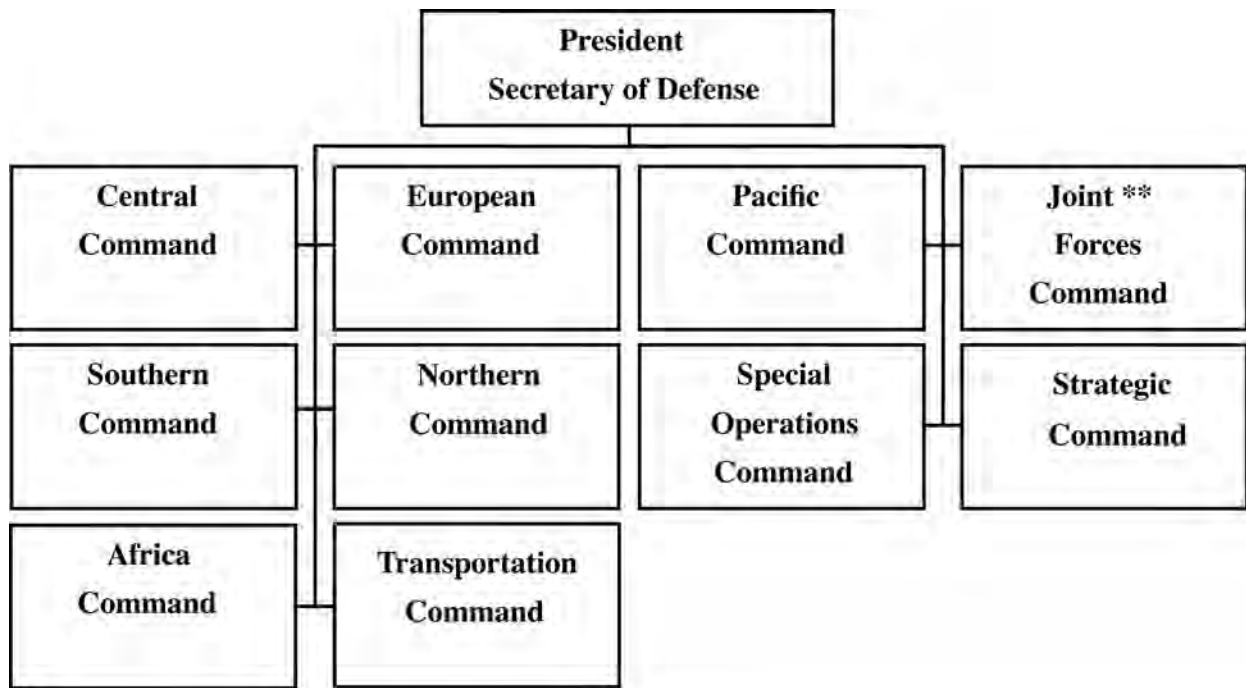 President
Secretary of Defense
Central
Command
European
Command
Pacific
Command
Joint **
Forces
Command
Southern
Command
Northern
Command
Special
Operations
Command
Strategic
Command
Africa
Command
Transportation
Command